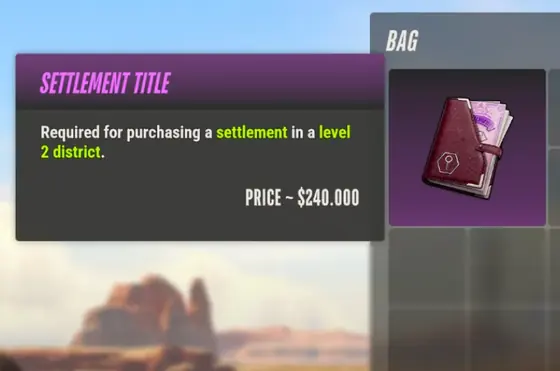 BAG
SETTLEMENT TITLE
Required for purchasing a settlement in a level
2 district.
PRICE ~ $240.000